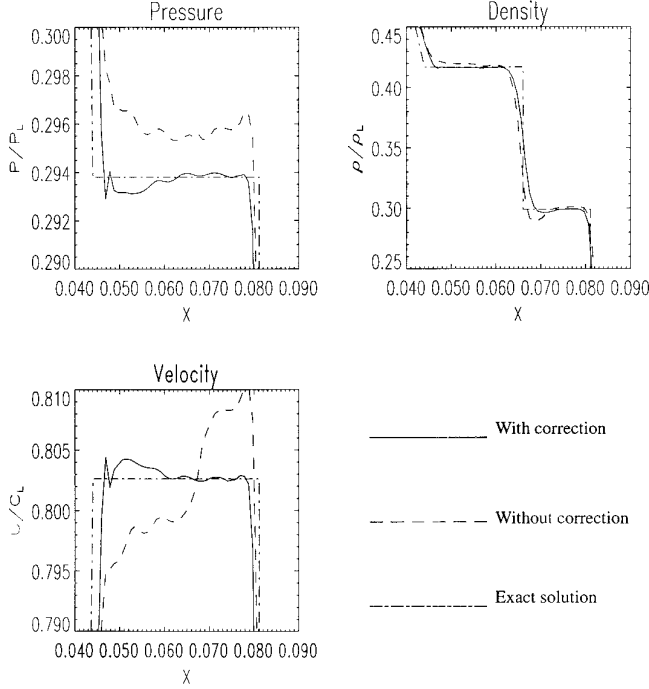 Pressure
0.300
0.298
0.296
0.294
0.292
0.290
P/P_L
0.040 0.050 0.060 0.070 0.080 0.090
X
Density
0.45
0.40
0.35
0.30
0.25
ρ/ρ_L
0.040 0.050 0.060 0.070 0.080 0.090
X
Velocity
0.810
0.805
0.800
0.795
0.790
U/C_L
0.040 0.050 0.060 0.070 0.080 0.090
X
With correction
Without correction
Exact solution